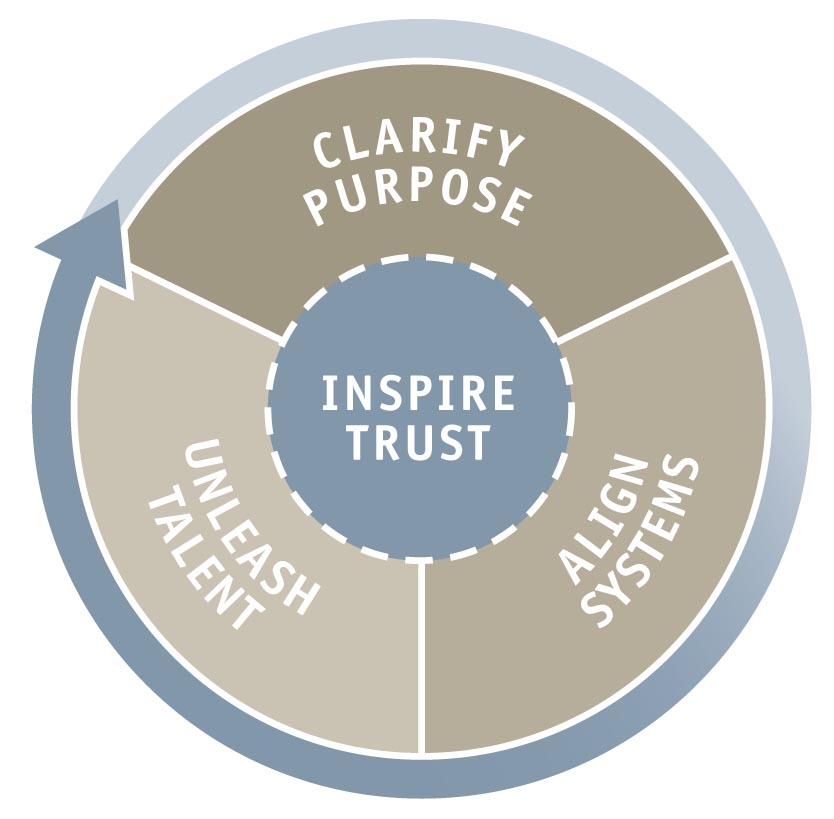 CLARIFY
PURPOSE
INSPIRE
TRUST
ALIGN
SYSTEMS
UNLEASH
TALENT